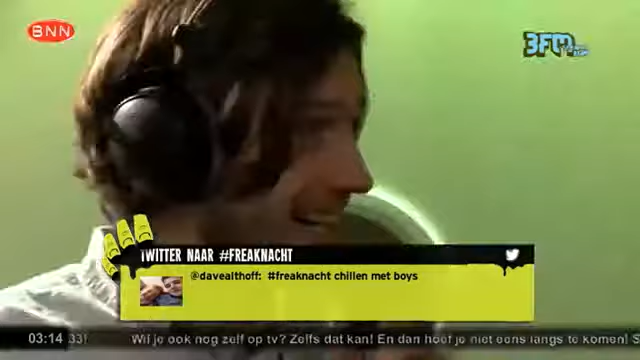 BNN
3FM
TWITTER NAAR #FREAKNACHT
@davealthoff: #freaknacht chillen met boys
03:14 33! Wil je ook nog zelf op tv? Zelfs dat kan! En dan hoef je niet eens langs te komen! S